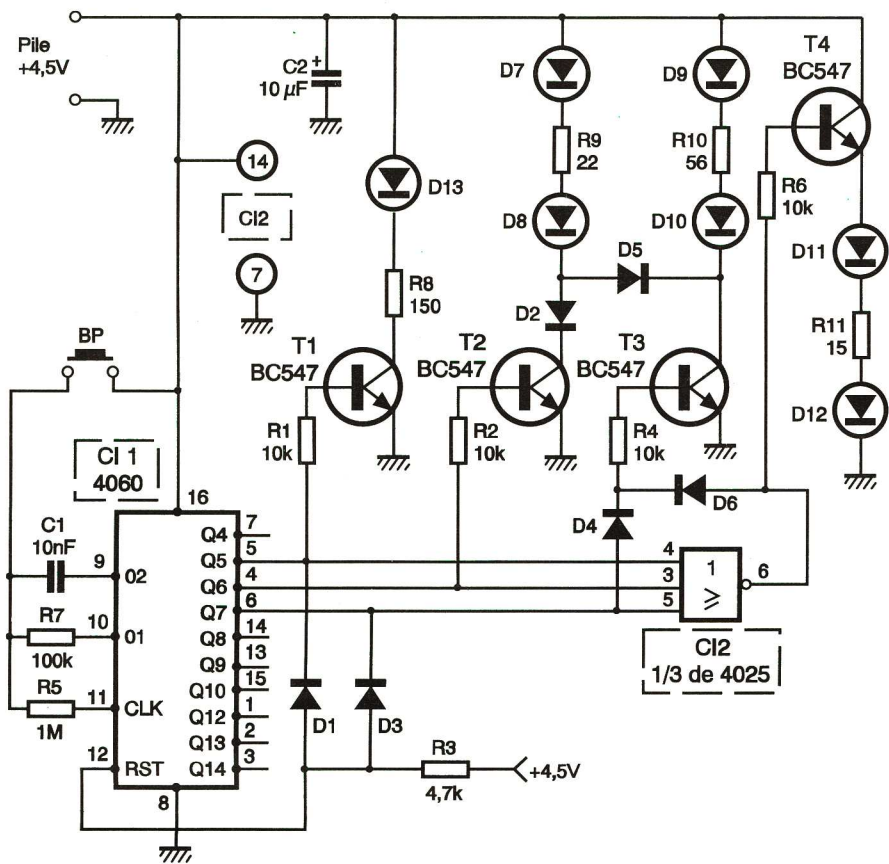 Pile
+4,5V
C2 +
10 µF
D7
D9
T4
BC547
14
CI2
7
D13
R9
22
R10
56
R6
10k
D8
D10
D11
D5
R8
150
D2
R11
15
BP
T1
BC547
T2
BC547
T3
BC547
D12
R1
10k
R2
10k
R4
10k
CI 1
4060
16
D6
D4
C1
10nF
9
02
R7
100k
10
01
R5
1M
11
CLK
12
RST
8
Q4 7
Q5 5
Q6 4
Q7 6
Q8 14
Q9 13
Q10 15
Q12 1
Q13 2
Q14 3
4
3
5
1
≥
6
CI2
1/3 de 4025
D1
D3
R3
4,7k
+4,5V